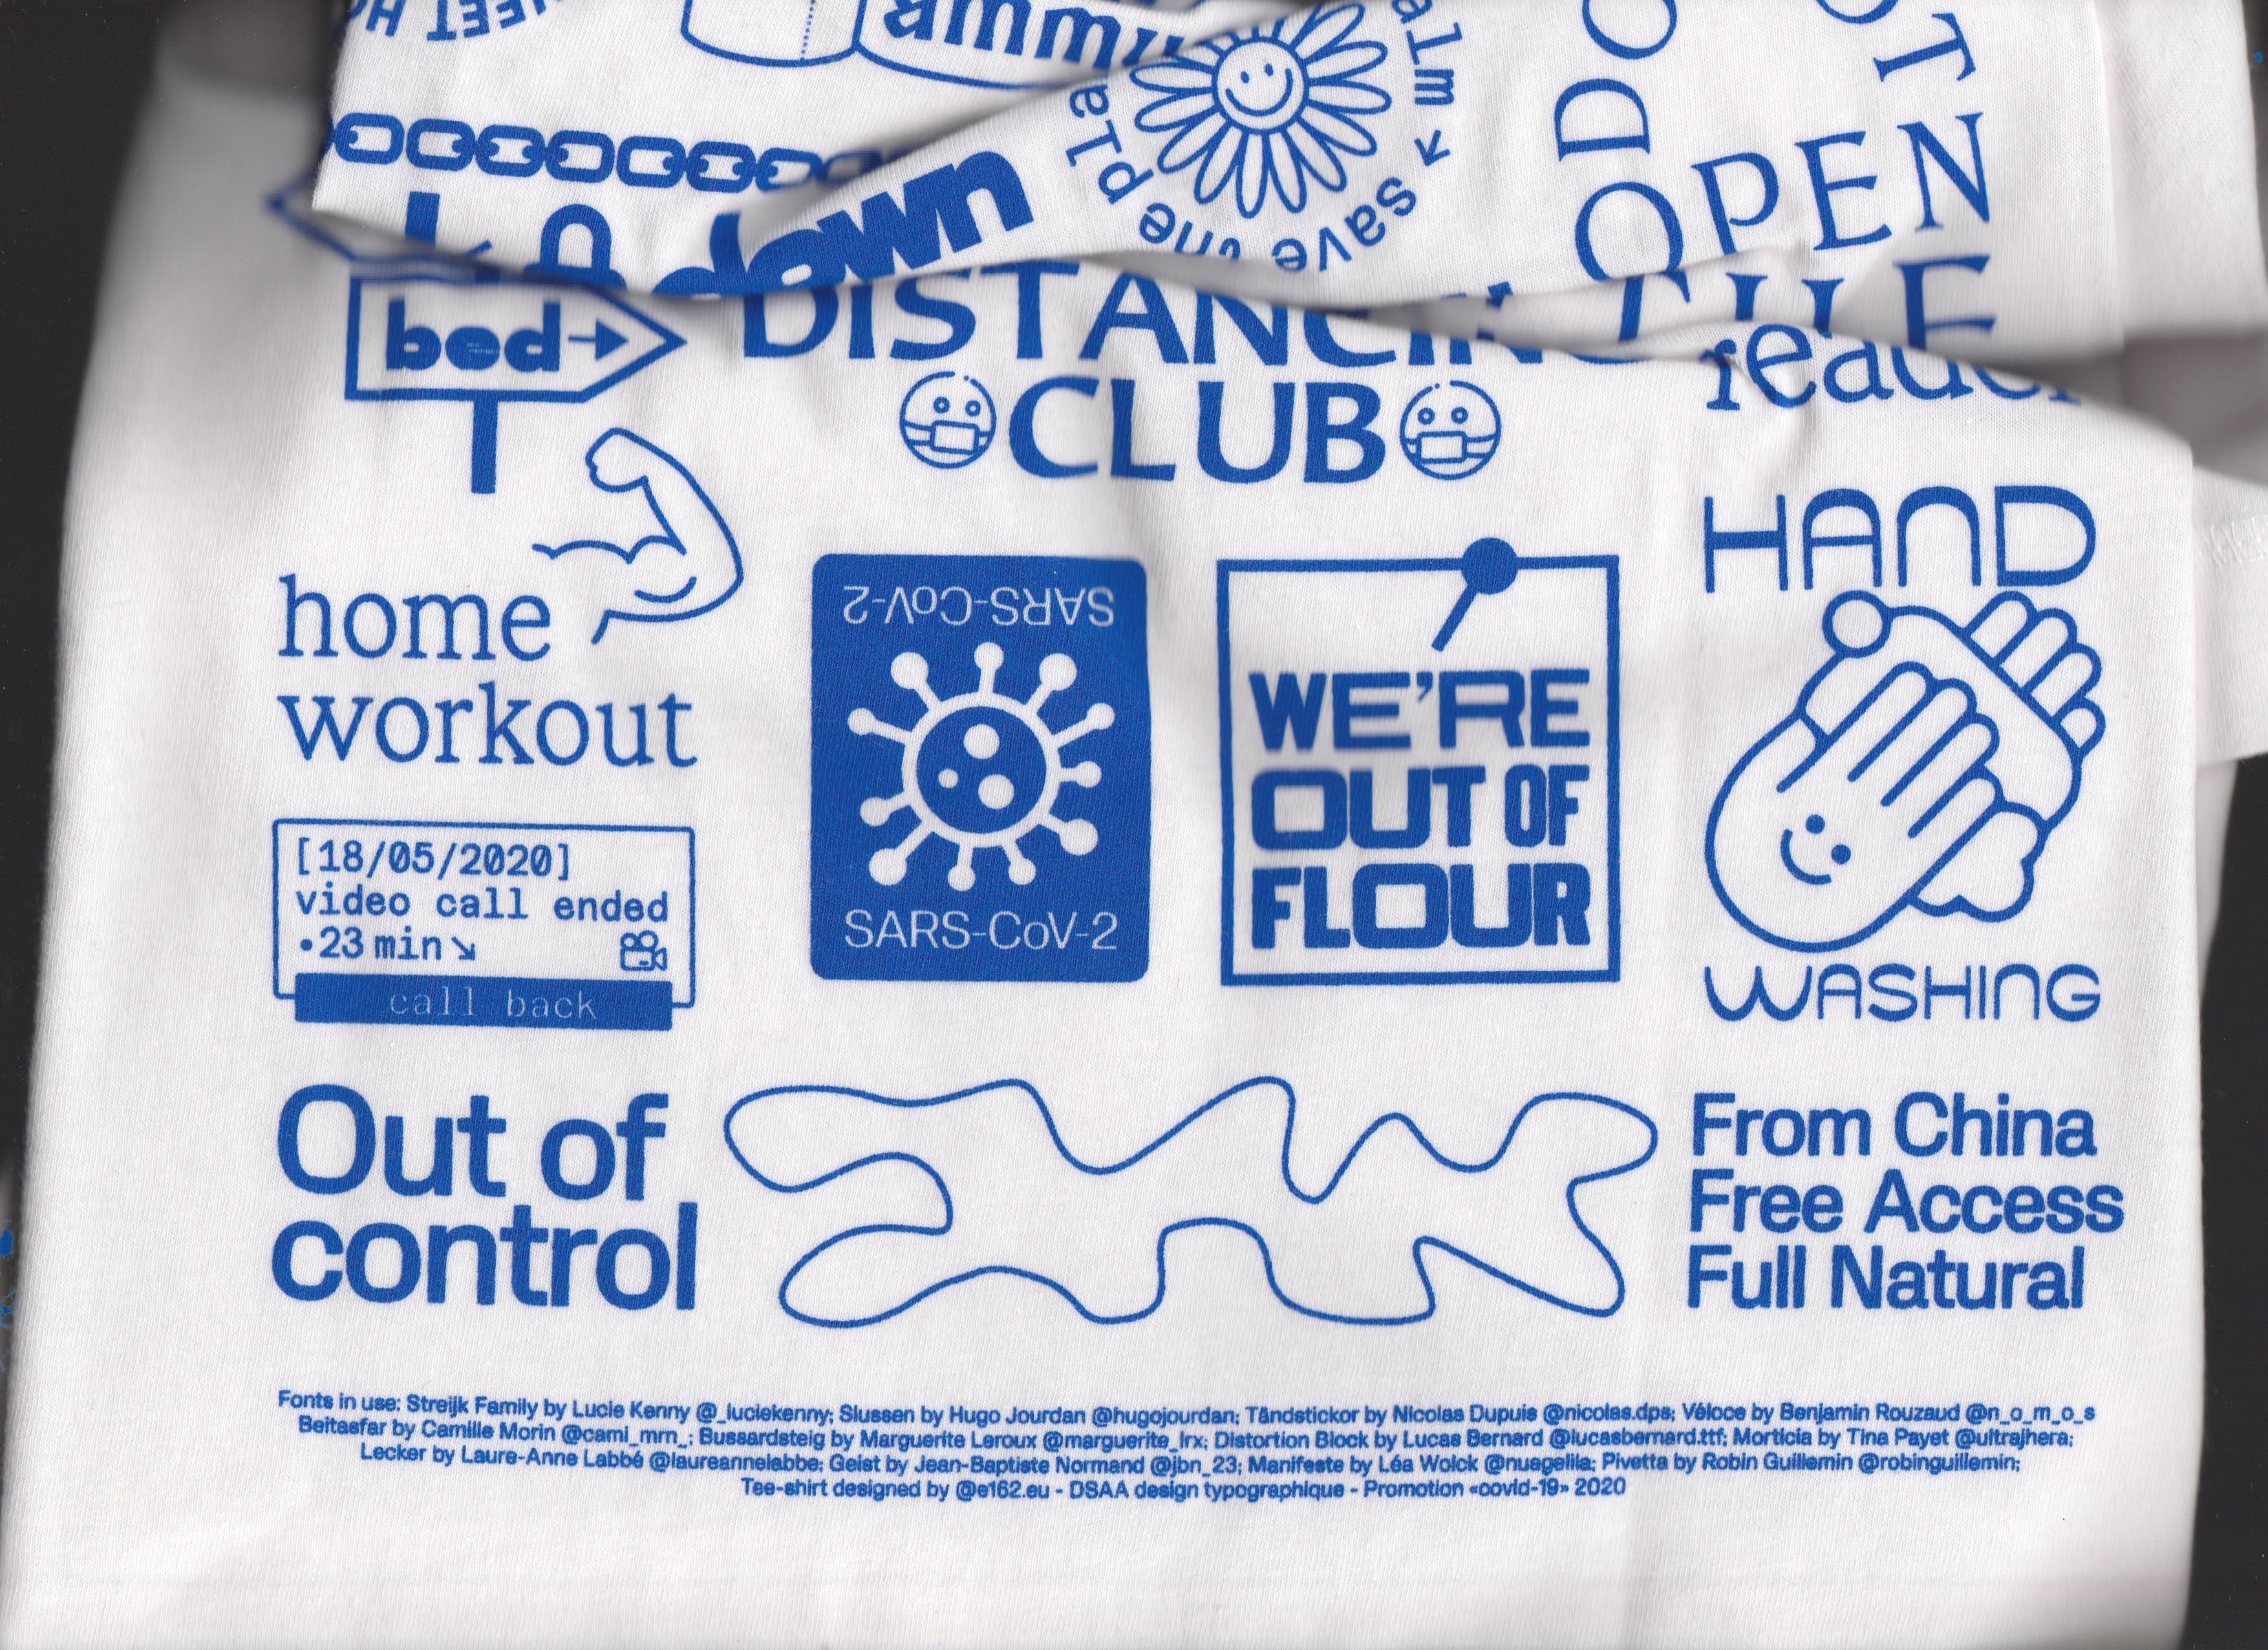 save the
DO
OPEN
THE
down
bed
DISTANCIN
CLUB
home
workout
SARS-CoV-2
SARS-CoV-2
WE'RE
OUT OF
FLOUR
HAND
WASHING
[18/05/2020]
video call ended
•23 min↘
call back
Out of
control
From China
Free Access
Full Natural
Fonts in use: Streijk Family by Lucie Kenny @_luciekenny; Slussen by Hugo Jourdan @hugojourdan; Tändstickor by Nicolas Dupuis @nicolas.dps; Véloce by Benjamin Rouzaud @n_o_m_o_s
Beitasfar by Camille Morin @cami_mrn_; Bussardsteig by Marguerite Leroux @marguerite_lrx; Distortion Block by Lucas Bernard @lucasbernard.ttf; Morticia by Tina Payet @ultrajhera;
Lecker by Laure-Anne Labbé @laureannelabbe; Geist by Jean-Baptiste Normand @jbn_23; Manifeste by Léa Wolck @nuegelila; Pivetta by Robin Guillemin @robinguillemin;
Tee-shirt designed by @e162.eu - DSAA design typographique - Promotion «covid-19» 2020